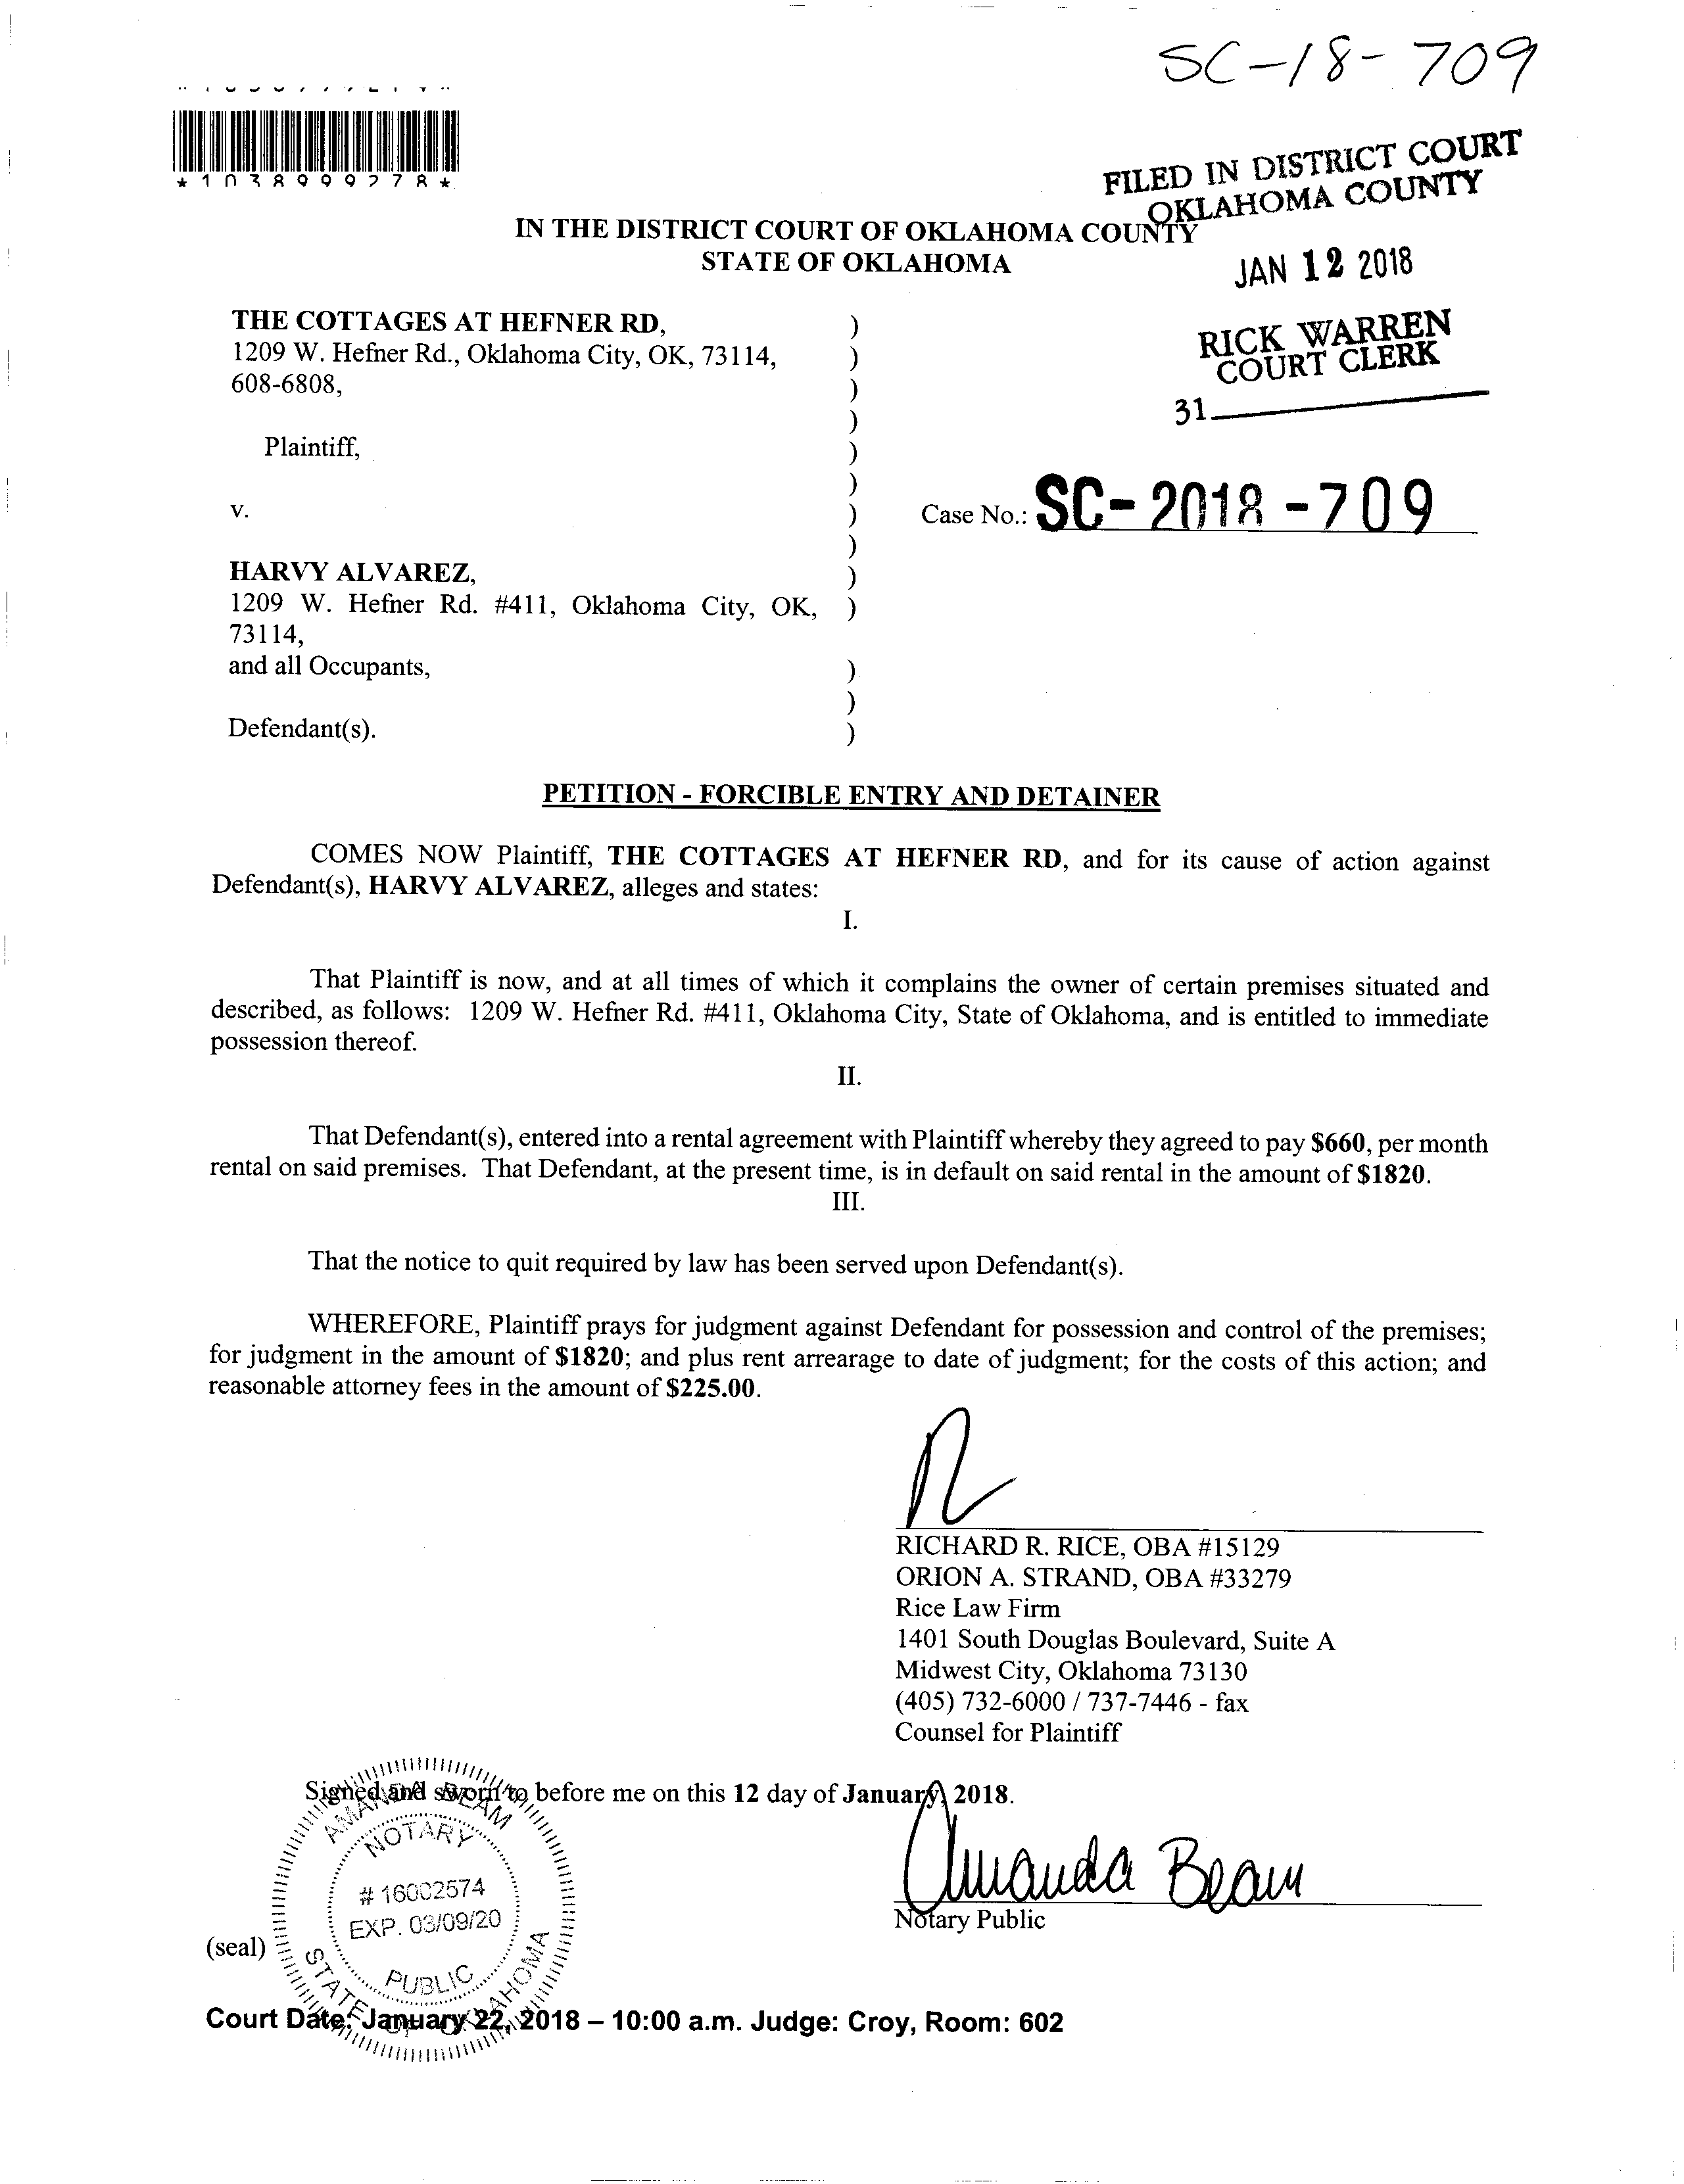 SC-18-709
*1038999278*
FILED IN DISTRICT COURT
OKLAHOMA COUNTY
IN THE DISTRICT COURT OF OKLAHOMA COUNTY
STATE OF OKLAHOMA
JAN 12 2018
THE COTTAGES AT HEFNER RD, )
1209 W. Hefner Rd., Oklahoma City, OK, 73114, )
608-6808, )
)
Plaintiff, )
)
v. )
)
HARVY ALVAREZ, )
1209 W. Hefner Rd. #411, Oklahoma City, OK, )
73114,
and all Occupants, )
)
Defendant(s). )
RICK WARREN
COURT CLERK
31
Case No.: SC-2018-709
PETITION - FORCIBLE ENTRY AND DETAINER
COMES NOW Plaintiff, THE COTTAGES AT HEFNER RD, and for its cause of action against
Defendant(s), HARVY ALVAREZ, alleges and states:
I.
That Plaintiff is now, and at all times of which it complains the owner of certain premises situated and
described, as follows: 1209 W. Hefner Rd. #411, Oklahoma City, State of Oklahoma, and is entitled to immediate
possession thereof.
II.
That Defendant(s), entered into a rental agreement with Plaintiff whereby they agreed to pay $660, per month
rental on said premises. That Defendant, at the present time, is in default on said rental in the amount of $1820.
III.
That the notice to quit required by law has been served upon Defendant(s).
WHEREFORE, Plaintiff prays for judgment against Defendant for possession and control of the premises;
for judgment in the amount of $1820; and plus rent arrearage to date of judgment; for the costs of this action; and
reasonable attorney fees in the amount of $225.00.
RICHARD R. RICE, OBA #15129
ORION A. STRAND, OBA #33279
Rice Law Firm
1401 South Douglas Boulevard, Suite A
Midwest City, Oklahoma 73130
(405) 732-6000 / 737-7446 - fax
Counsel for Plaintiff
Signed and sworn to before me on this 12 day of January, 2018.
AMANDA BEAM
NOTARY
# 16002574
EXP. 03/09/20
PUBLIC
STATE OF OKLAHOMA
Amanda Beam
Notary Public
(seal)
Court Date: January 22, 2018 – 10:00 a.m. Judge: Croy, Room: 602